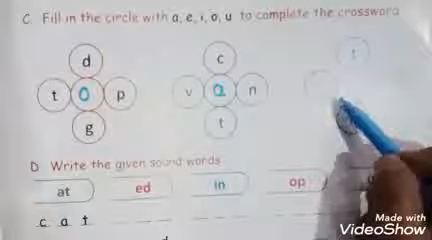 C. Fill in the circle with a, e, i, o, u to complete the crossword
d c t
t o p v a n
g t
D. Write the given sound words
at ed in op
c a t
Made with
VideoShow